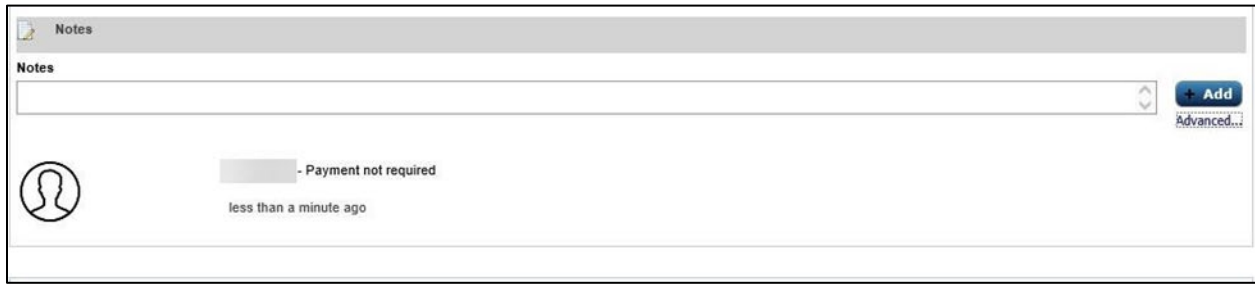 Notes
Notes
+ Add
Advanced...
- Payment not required
less than a minute ago